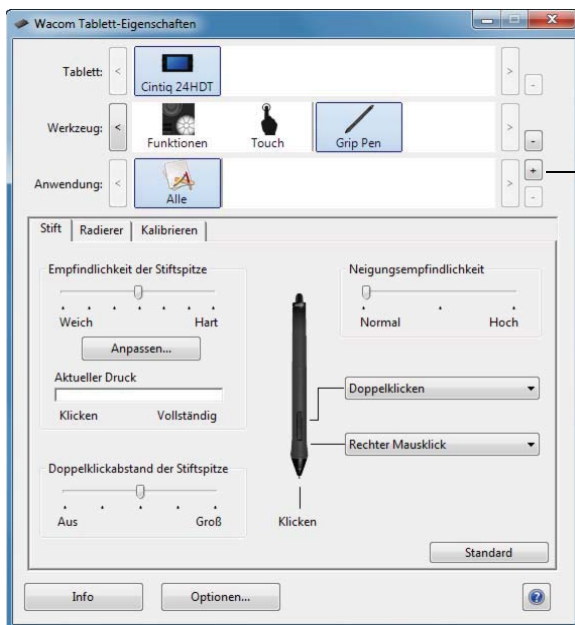 Wacom Tablett-Eigenschaften
Tablett:
Cintiq 24HDT
Werkzeug:
Funktionen Touch Grip Pen
Anwendung:
Alle
Stift Radierer Kalibrieren
Empfindlichkeit der Stiftspitze Neigungsempfindlichkeit
Weich Hart Normal Hoch
Anpassen...
Aktueller Druck
Doppelklicken
Klicken Vollständig
Rechter Mausklick
Doppelklickabstand der Stiftspitze
Aus Groß Klicken
Standard
Info Optionen...